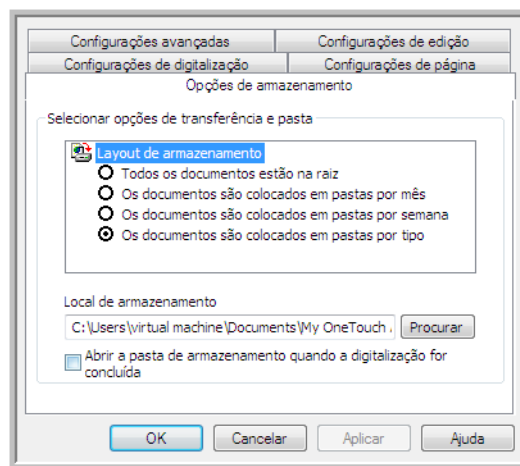 Configurações avançadas
Configurações de edição
Configurações de digitalização
Configurações de página
Opções de armazenamento
Selecionar opções de transferência e pasta
Layout de armazenamento
Todos os documentos estão na raiz
Os documentos são colocados em pastas por mês
Os documentos são colocados em pastas por semana
Os documentos são colocados em pastas por tipo
Local de armazenamento
C:\Users\virtual machine\Documents\My OneTouch
Procurar
Abrir a pasta de armazenamento quando a digitalização for
concluída
OK
Cancelar
Aplicar
Ajuda